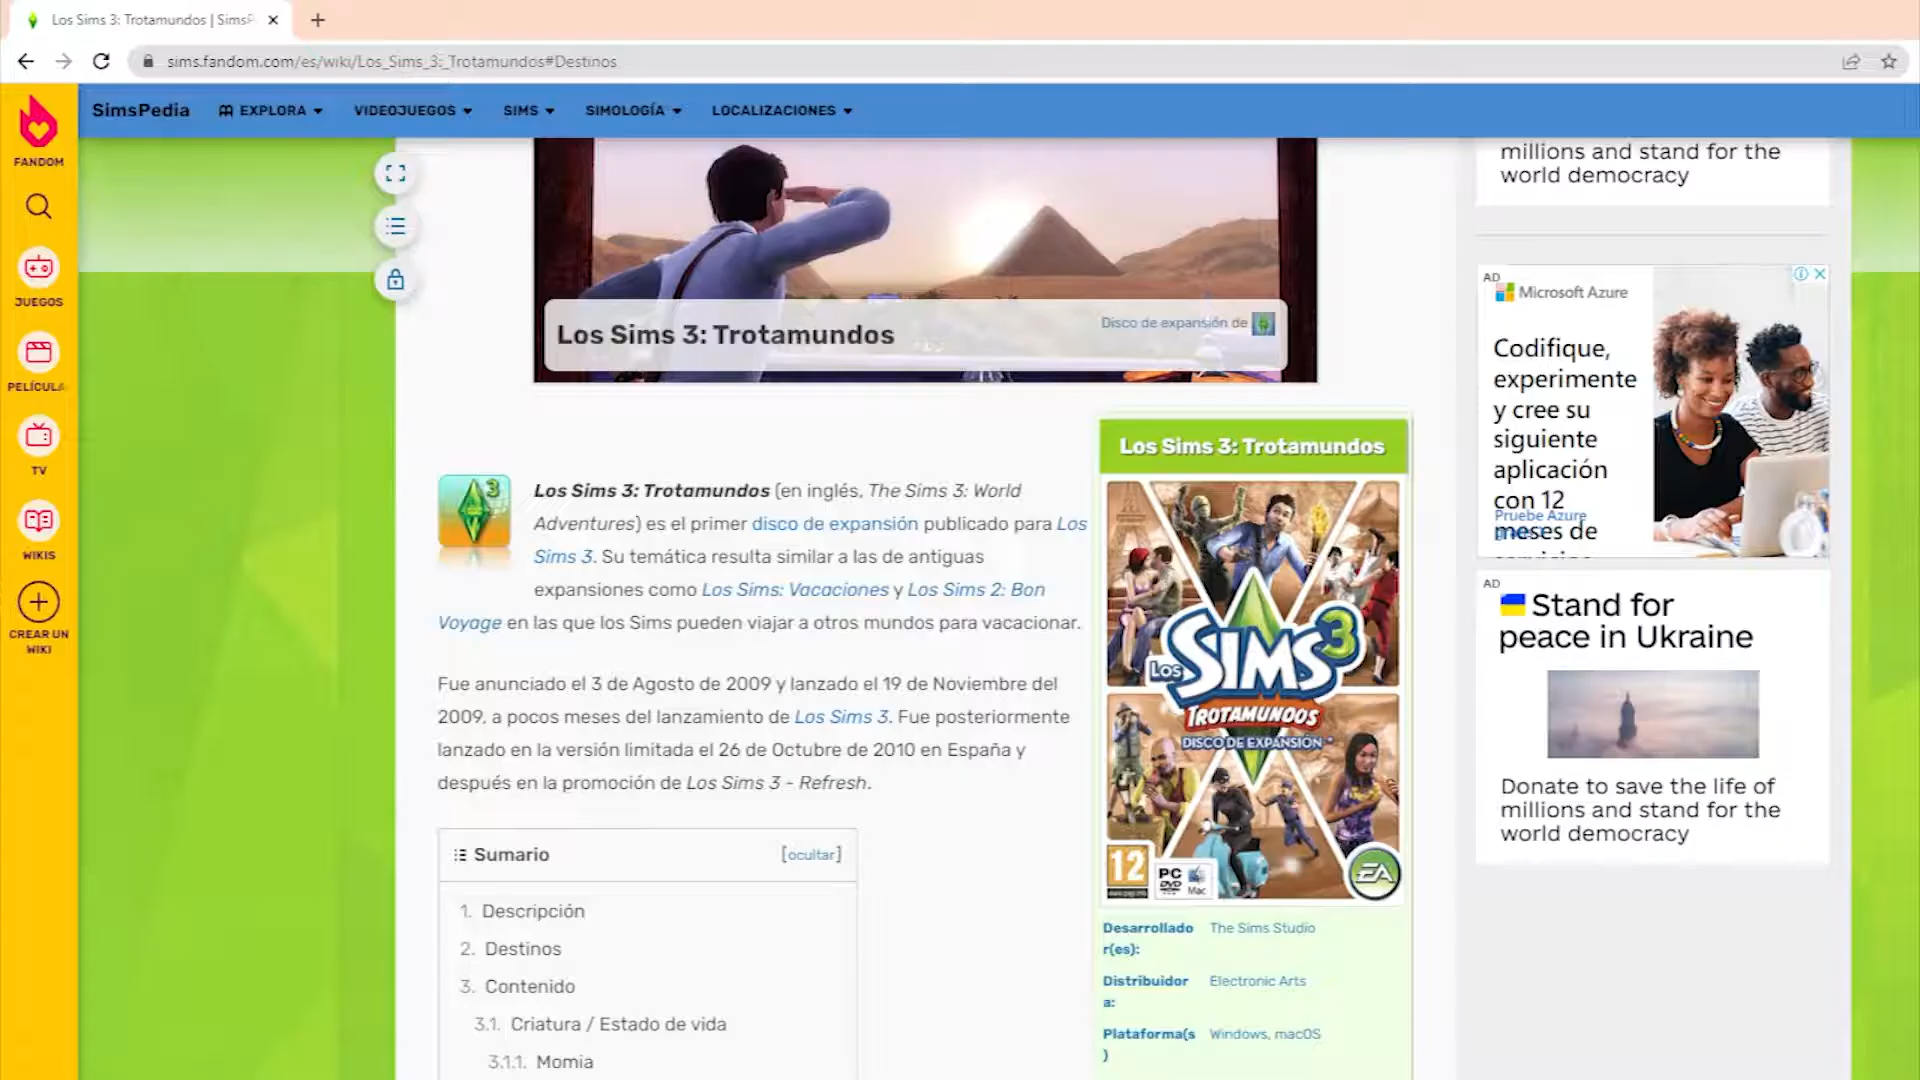 Los Sims 3: Trotamundos | SimsP
sims.fandom.com/es/wiki/Los_Sims_3:_Trotamundos#Destinos
SimsPedia EXPLORA VIDEOJUEGOS SIMS SIMOLOGÍA LOCALIZACIONES
FANDOM
JUEGOS
PELÍCULA
TV
WIKIS
CREAR UN
WIKI
Disco de expansión de
Los Sims 3: Trotamundos
Los Sims 3: Trotamundos (en inglés, The Sims 3: World
Adventures) es el primer disco de expansión publicado para Los
Sims 3. Su temática resulta similar a las de antiguas
expansiones como Los Sims: Vacaciones y Los Sims 2: Bon
Voyage en las que los Sims pueden viajar a otros mundos para vacacionar.
Fue anunciado el 3 de Agosto de 2009 y lanzado el 19 de Noviembre del
2009, a pocos meses del lanzamiento de Los Sims 3. Fue posteriormente
lanzado en la versión limitada el 26 de Octubre de 2010 en España y
después en la promoción de Los Sims 3 - Refresh.
Sumario [ocultar]
1. Descripción
2. Destinos
3. Contenido
3.1. Criatura / Estado de vida
3.1.1. Momia
Los Sims 3: Trotamundos
LOS SIMS 3
TROTAMUNDOS
DISCO DE EXPANSIÓN
12
PC
DVD
Mac
EA
Desarrollado
r(es):
The Sims Studio
Distribuidor
a:
Electronic Arts
Plataforma(s
)
Windows, macOS
millions and stand for the
world democracy
AD
Microsoft Azure
Codifique,
experimente
y cree su
siguiente
aplicación
con 12
Pruebe Azure
meses de
AD
Stand for
peace in Ukraine
Donate to save the life of
millions and stand for the
world democracy